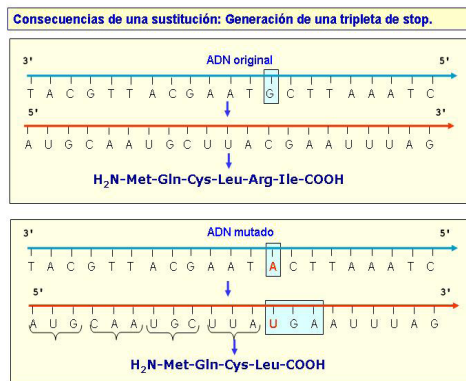 Consecuencias de una sustitución: Generación de una tripleta de stop.
3' ADN original 5'
T A C G T T A C G A A T G C T T A A A T C
5' 3'
A U G C A A U G C U U A C G A A U U U A G
H₂N-Met-Gln-Cys-Leu-Arg-Ile-COOH
3' ADN mutado 5'
T A C G T T A C G A A T A C T T A A A T C
5' 3'
A U G C A A U G C U U A U G A A U U U A G
H₂N-Met-Gln-Cys-Leu-COOH